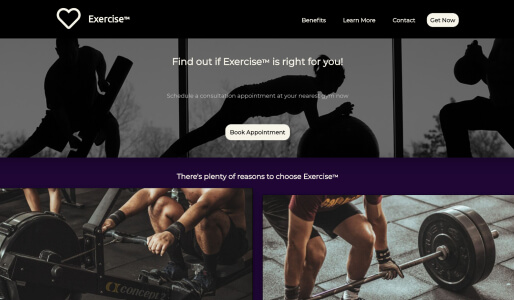 Exercise™
Benefits
Learn More
Contact
Get Now
Find out if Exercise™ is right for you!
Schedule a consultation appointment at your nearest gym now
Book Appointment
There's plenty of reasons to choose Exercise™
concept2